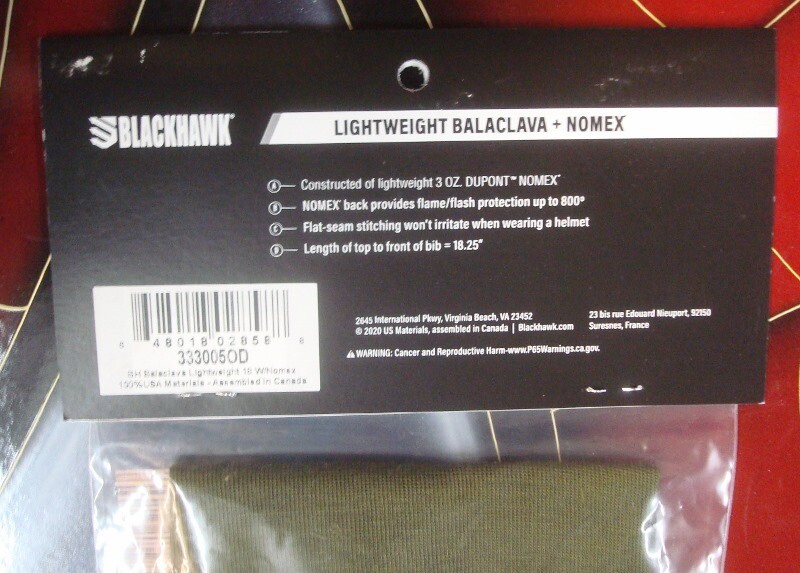 BLACKHAWK®
LIGHTWEIGHT BALACLAVA + NOMEX®
A Constructed of lightweight 3 OZ. DUPONT™ NOMEX®
B NOMEX® back provides flame/flash protection up to 800°
C Flat-seam stitching won't irritate when wearing a helmet
D Length of top to front of bib = 18.25"
2645 International Pkwy, Virginia Beach, VA 23452
© 2020 US Materials, assembled in Canada | Blackhawk.com
23 bis rue Edouard Nieuport, 92150
Suresnes, France
⚠ WARNING: Cancer and Reproductive Harm-www.P65Warnings.ca.gov.
6 48018 02858 8
333005OD
BH Balaclava Lightweight 18 W/Nomex
100% USA Materials - Assembled in Canada